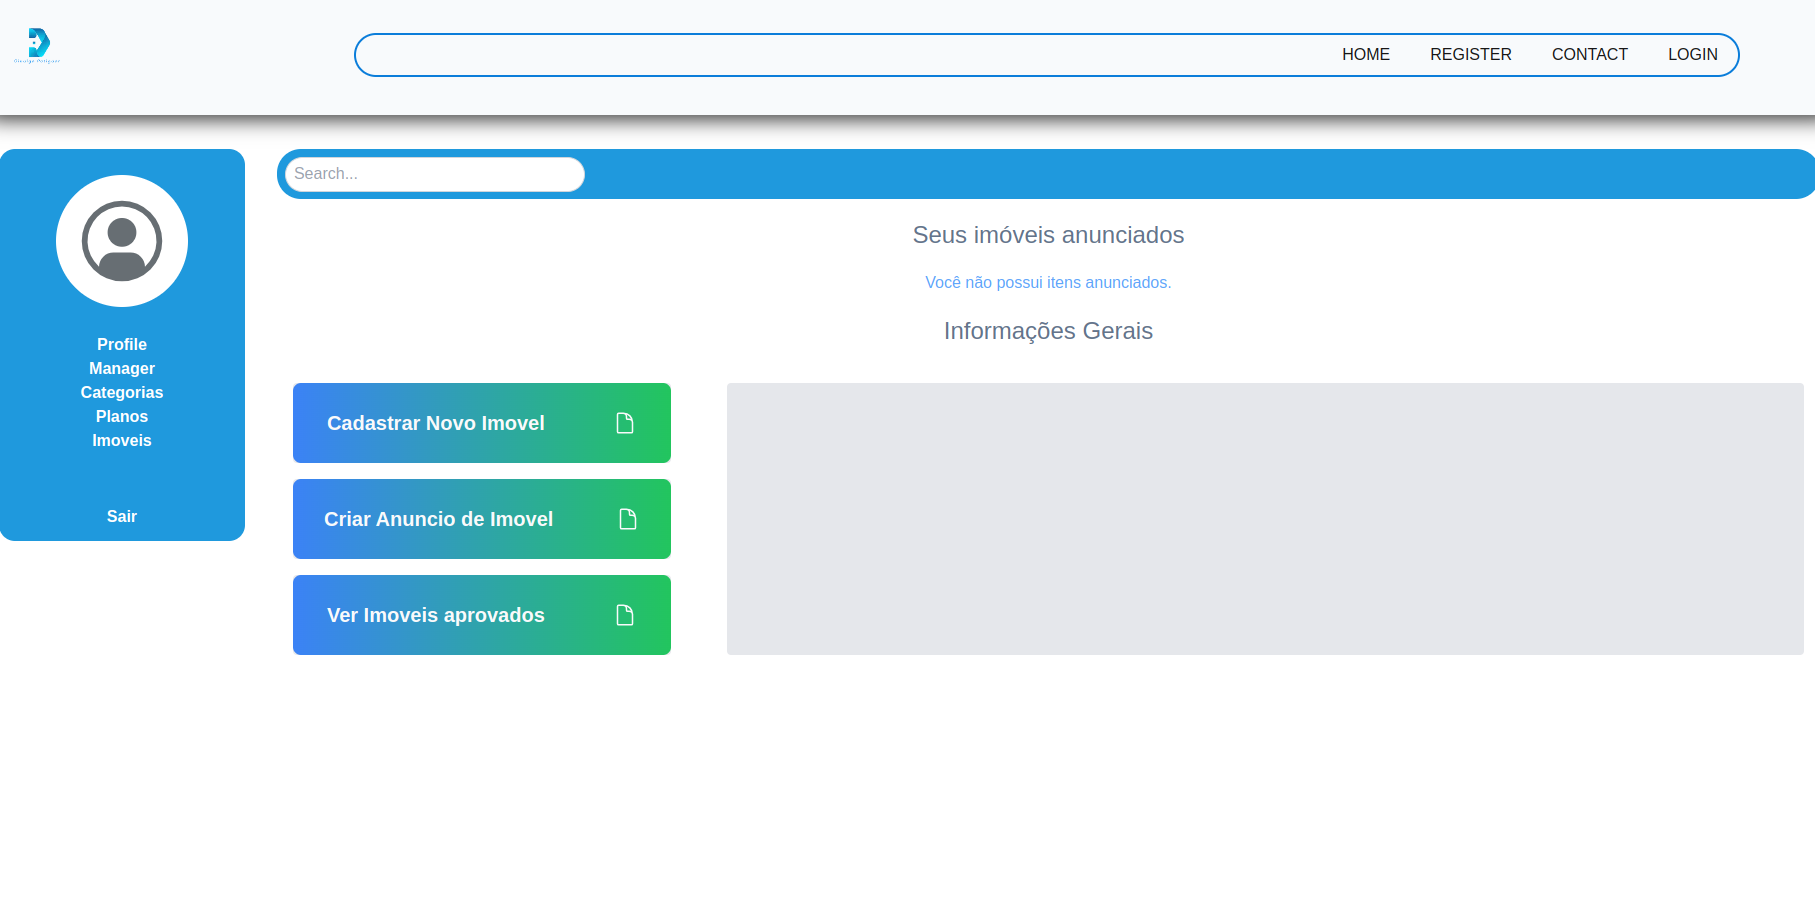 HOME REGISTER CONTACT LOGIN
Search...
Profile
Manager
Categorias
Planos
Imoveis
Sair
Seus imóveis anunciados
Você não possui itens anunciados.
Informações Gerais
Cadastrar Novo Imovel
Criar Anuncio de Imovel
Ver Imoveis aprovados